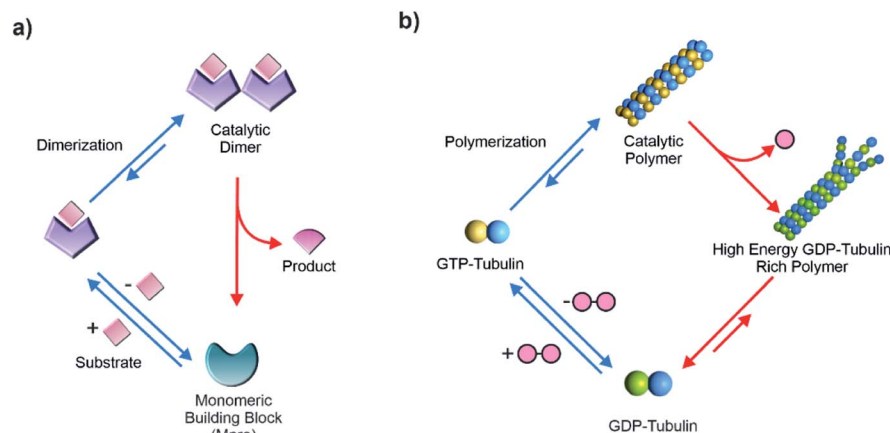 a)
Dimerization
Catalytic
Dimer
Product
-
+
Substrate
Monomeric
Building Block
b)
Polymerization
Catalytic
Polymer
GTP-Tubulin
High Energy GDP-Tubulin
Rich Polymer
-
+
GDP-Tubulin